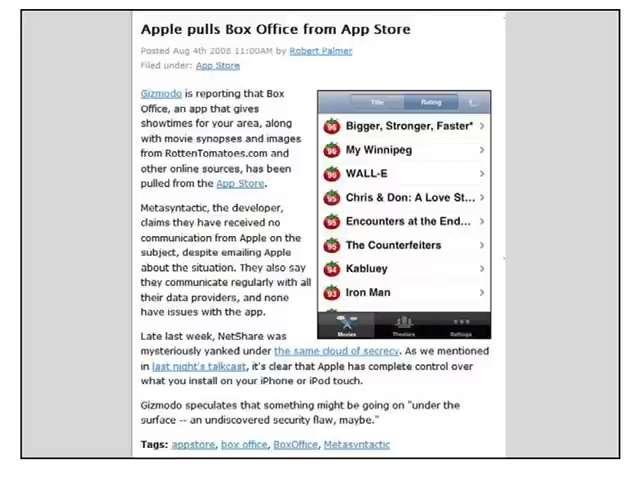 Apple pulls Box Office from App Store
Posted Aug 4th 2008 11:00AM by Robert Palmer
Filed under: App Store
Gizmodo is reporting that Box
Office, an app that gives
showtimes for your area, along
with movie synopses and images
from RottenTomatoes.com and
other online sources, has been
pulled from the App Store.
Metasyntactic, the developer,
claims they have received no
communication from Apple on the
subject, despite emailing Apple
about the situation. They also say
they communicate regularly with all
their data providers, and none
have issues with the app.
Title Rating
96 Bigger, Stronger, Faster*
96 My Winnipeg
96 WALL-E
95 Chris & Don: A Love St...
95 Encounters at the End...
95 The Counterfeiters
94 Kabluey
93 Iron Man
Movies Theaters Settings
Late last week, NetShare was
mysteriously yanked under the same cloud of secrecy. As we mentioned
in last night's talkcast, it's clear that Apple has complete control over
what you install on your iPhone or iPod touch.
Gizmodo speculates that something might be going on "under the
surface -- an undiscovered security flaw, maybe."
Tags: appstore, box office, BoxOffice, Metasyntactic